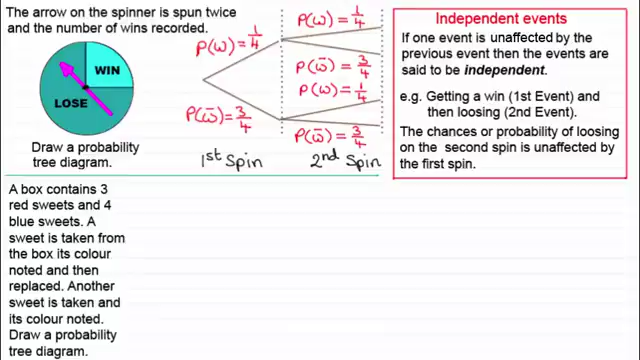 The arrow on the spinner is spun twice
and the number of wins recorded.
WIN
LOSE
Draw a probability
tree diagram.
P(ω) = 1/4
P(ω̄) = 3/4
P(ω) = 1/4
P(ω̄) = 3/4
P(ω) = 1/4
P(ω̄) = 3/4
1st Spin
2nd Spin
Independent events
If one event is unaffected by the
previous event then the events are
said to be independent.
e.g. Getting a win (1st Event) and
then loosing (2nd Event).
The chances or probability of loosing
on the second spin is unaffected by
the first spin.
A box contains 3
red sweets and 4
blue sweets. A
sweet is taken from
the box its colour
noted and then
replaced. Another
sweet is taken and
its colour noted.
Draw a probability
tree diagram.